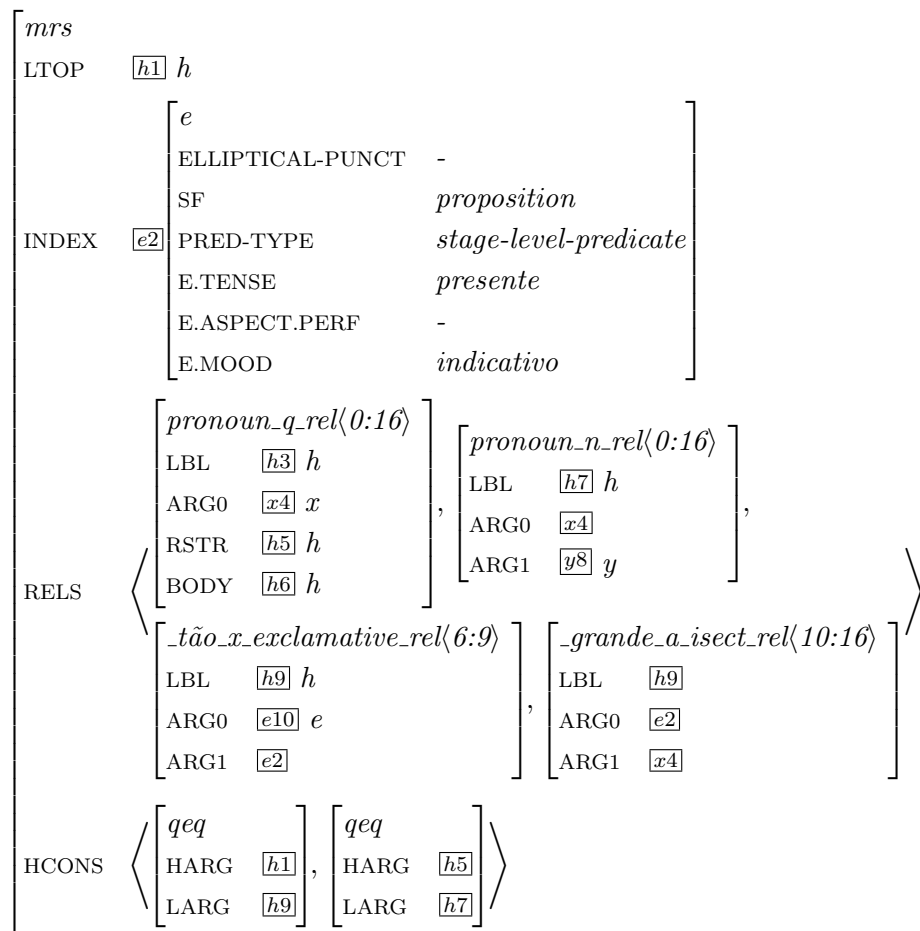 mrs
LTOP h1 h
INDEX e2
e
ELLIPTICAL-PUNCT -
SF proposition
PRED-TYPE stage-level-predicate
E.TENSE presente
E.ASPECT.PERF -
E.MOOD indicativo
RELS ⟨
pronoun_q_rel⟨0:16⟩
LBL h3 h
ARG0 x4 x
RSTR h5 h
BODY h6 h
,
pronoun_n_rel⟨0:16⟩
LBL h7 h
ARG0 x4
ARG1 y8 y
,
_tão_x_exclamative_rel⟨6:9⟩
LBL h9 h
ARG0 e10 e
ARG1 e2
,
_grande_a_isect_rel⟨10:16⟩
LBL h9
ARG0 e2
ARG1 x4
⟩
HCONS ⟨
qeq
HARG h1
LARG h9
,
qeq
HARG h5
LARG h7
⟩